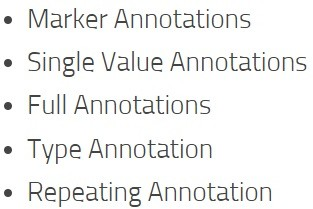 • Marker Annotations
• Single Value Annotations
• Full Annotations
• Type Annotation
• Repeating Annotation